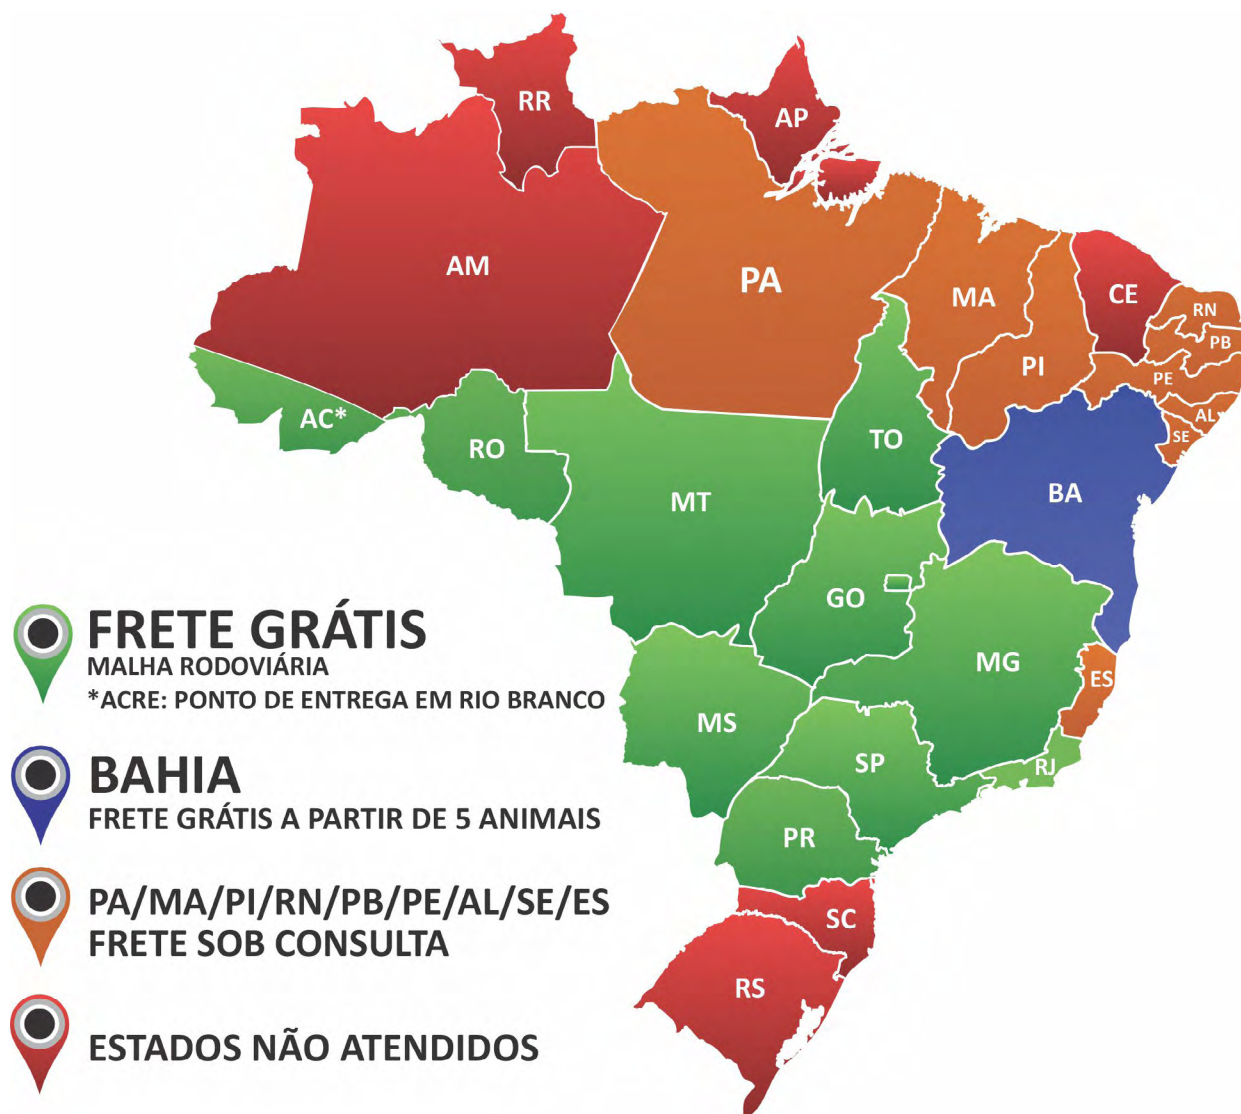 RR
AP
AM
PA
MA
CE
RN
PB
PI
PE
AL
SE
AC*
RO
TO
BA
MT
GO
MG
ES
MS
SP
RJ
PR
SC
RS
FRETE GRÁTIS
MALHA RODOVIÁRIA
*ACRE: PONTO DE ENTREGA EM RIO BRANCO
BAHIA
FRETE GRÁTIS A PARTIR DE 5 ANIMAIS
PA/MA/PI/RN/PB/PE/AL/SE/ES
FRETE SOB CONSULTA
ESTADOS NÃO ATENDIDOS